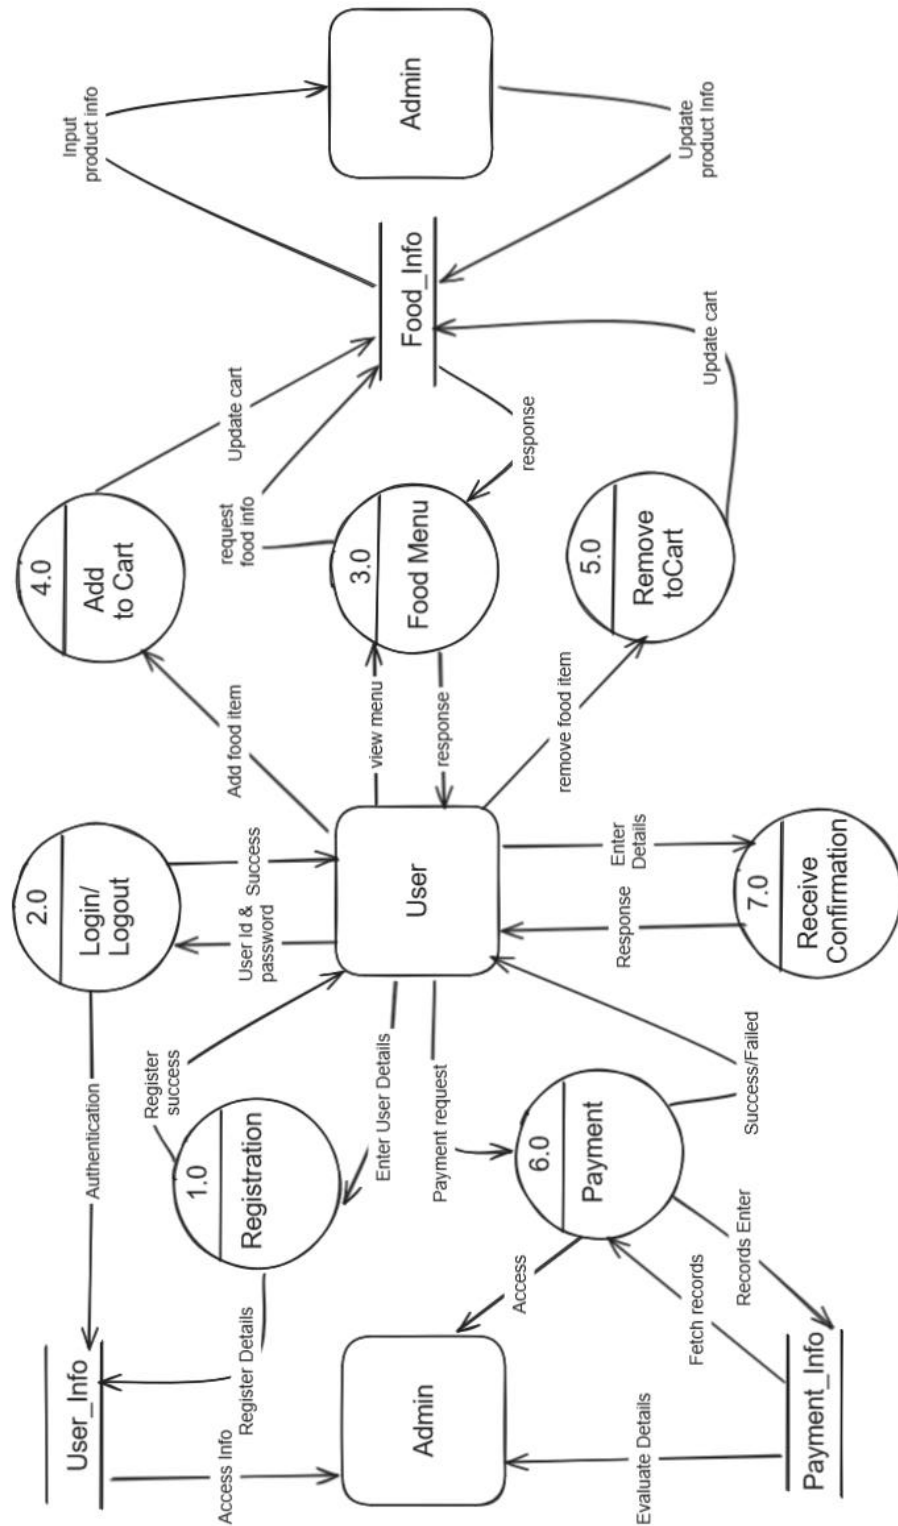 User_Info
Authentication
2.0
Login/
Logout
4.0
Add
to Cart
Input
product info
Access Info
Register Details
Register
success
1.0
Registration
User Id &
password
Success
Add food item
Update cart
request
food info
Enter User Details
view menu
3.0
Food Menu
Food_Info
Admin
Admin
User
Payment request
response
response
Access
6.0
Payment
Response
Enter
Details
remove food item
5.0
Remove
toCart
Update cart
Update
product Info
Evaluate Details
Fetch records
Records Enter
Success/Failed
7.0
Receive
Confirmation
Payment_Info